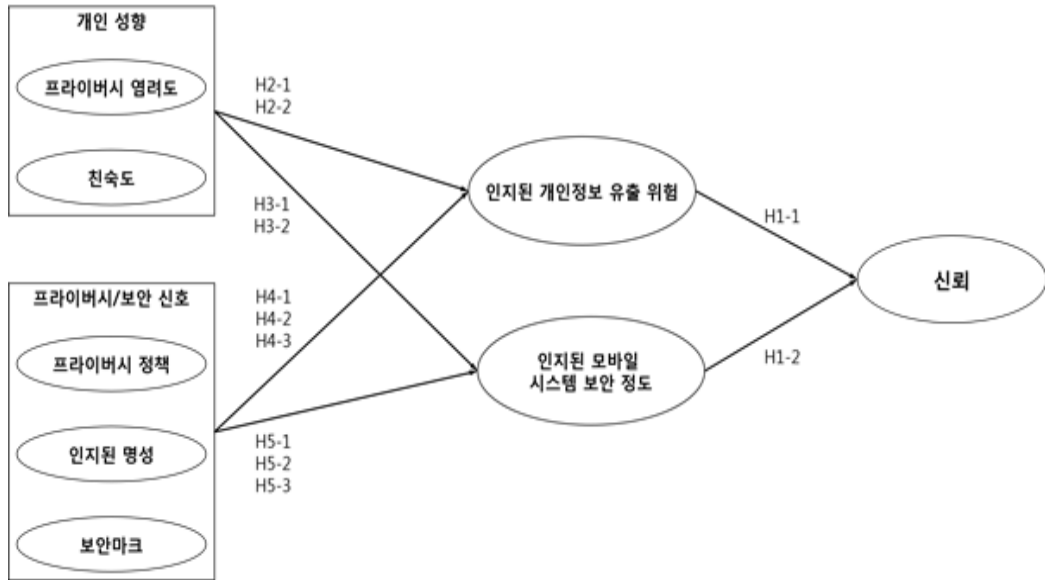 개인 성향
프라이버시 염려도
친숙도
H2-1
H2-2
H3-1
H3-2
프라이버시/보안 신호
프라이버시 정책
인지된 명성
보안마크
H4-1
H4-2
H4-3
H5-1
H5-2
H5-3
인지된 개인정보 유출 위험
인지된 모바일
시스템 보안 정도
H1-1
H1-2
신뢰